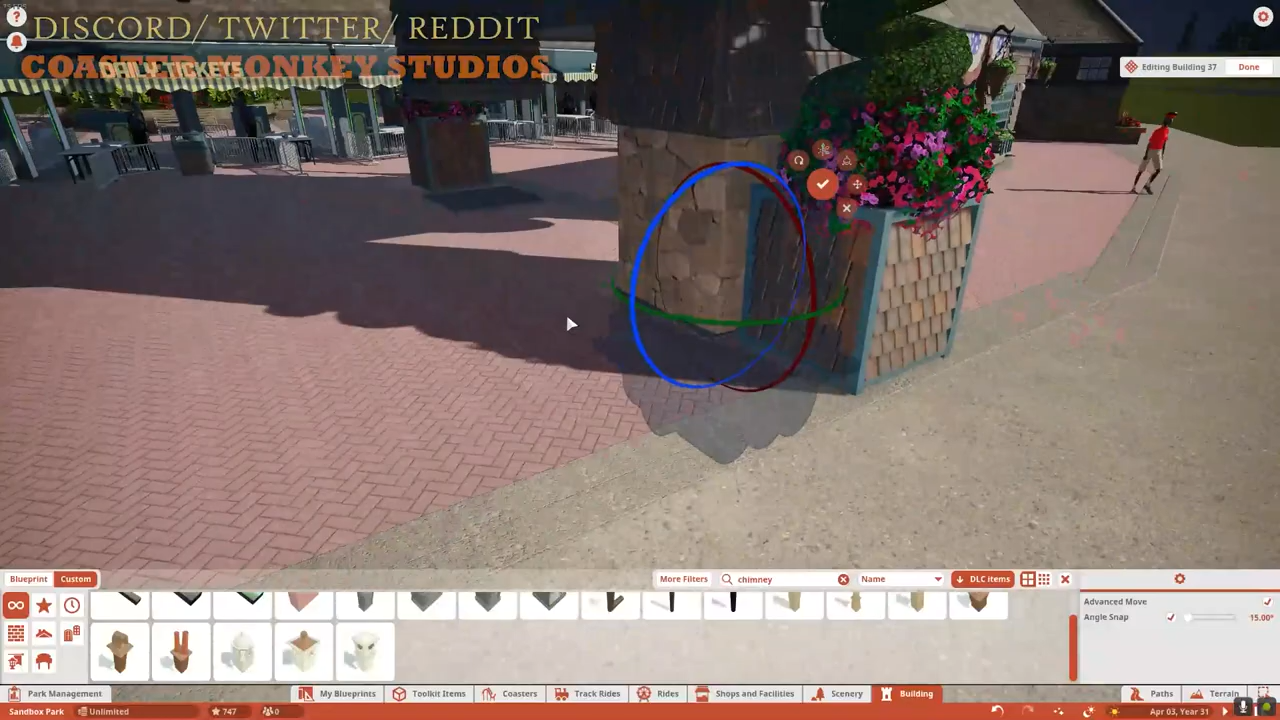 DISCORD/ TWITTER/ REDDIT
COASTER MONKEY STUDIOS
DAILY TICKETS
Editing Building 37
Done
Blueprint
Custom
More Filters
chimney
Name
DLC items
Advanced Move
Angle Snap
15.00°
Park Management
My Blueprints
Toolkit Items
Coasters
Track Rides
Rides
Shops and Facilities
Scenery
Building
Paths
Terrain
Sandbox Park
Unlimited
747
0
Apr 03, Year 31